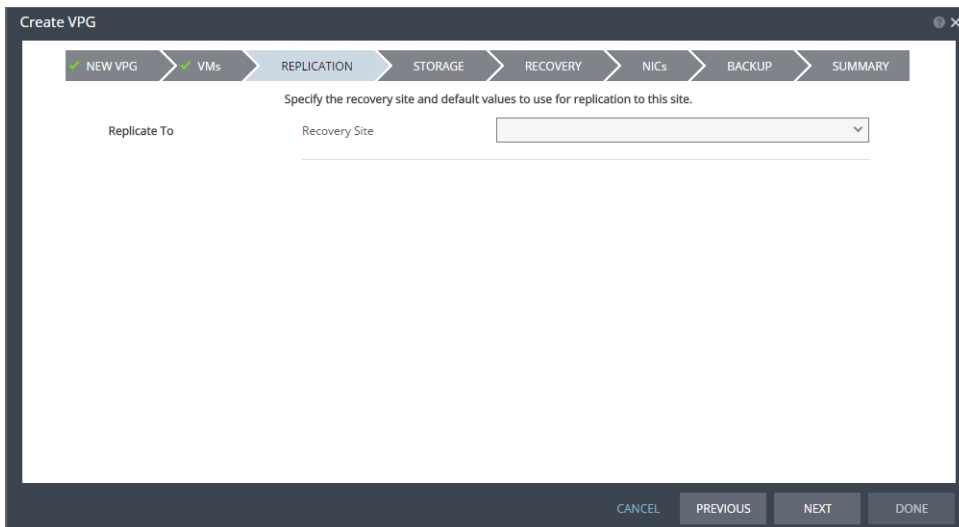 Create VPG
NEW VPG
VMs
REPLICATION
STORAGE
RECOVERY
NICs
BACKUP
SUMMARY
Specify the recovery site and default values to use for replication to this site.
Replicate To
Recovery Site
CANCEL
PREVIOUS
NEXT
DONE